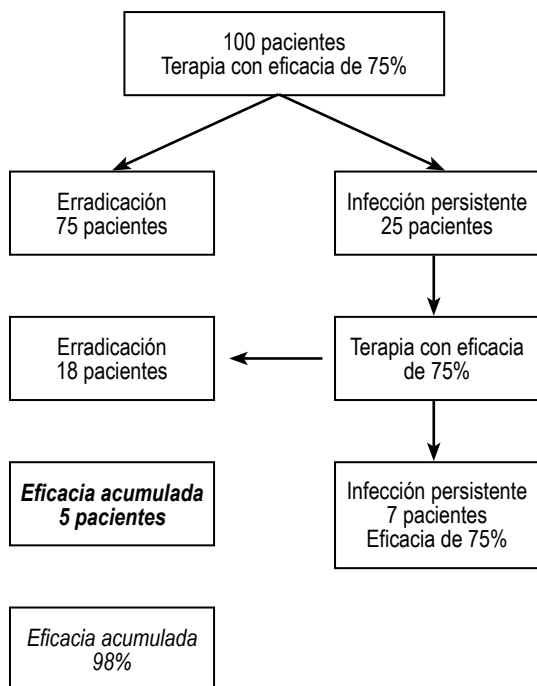 100 pacientes
Terapia con eficacia de 75%
Erradicación
75 pacientes
Infección persistente
25 pacientes
Erradicación
18 pacientes
Terapia con eficacia
de 75%
Eficacia acumulada
5 pacientes
Infección persistente
7 pacientes
Eficacia de 75%
Eficacia acumulada
98%